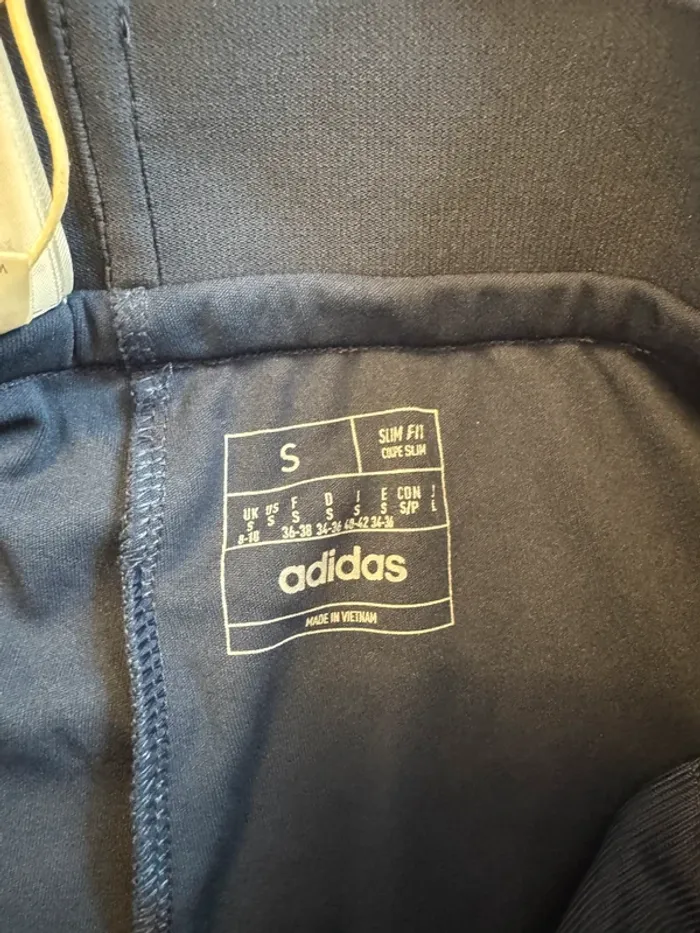 S
SLIM FIT
COUPE SLIM
UK US F D I E CDN J
S S S S S S S/P L
8-10 36-38 34-36 40-42 34-36
adidas
MADE IN VIETNAM